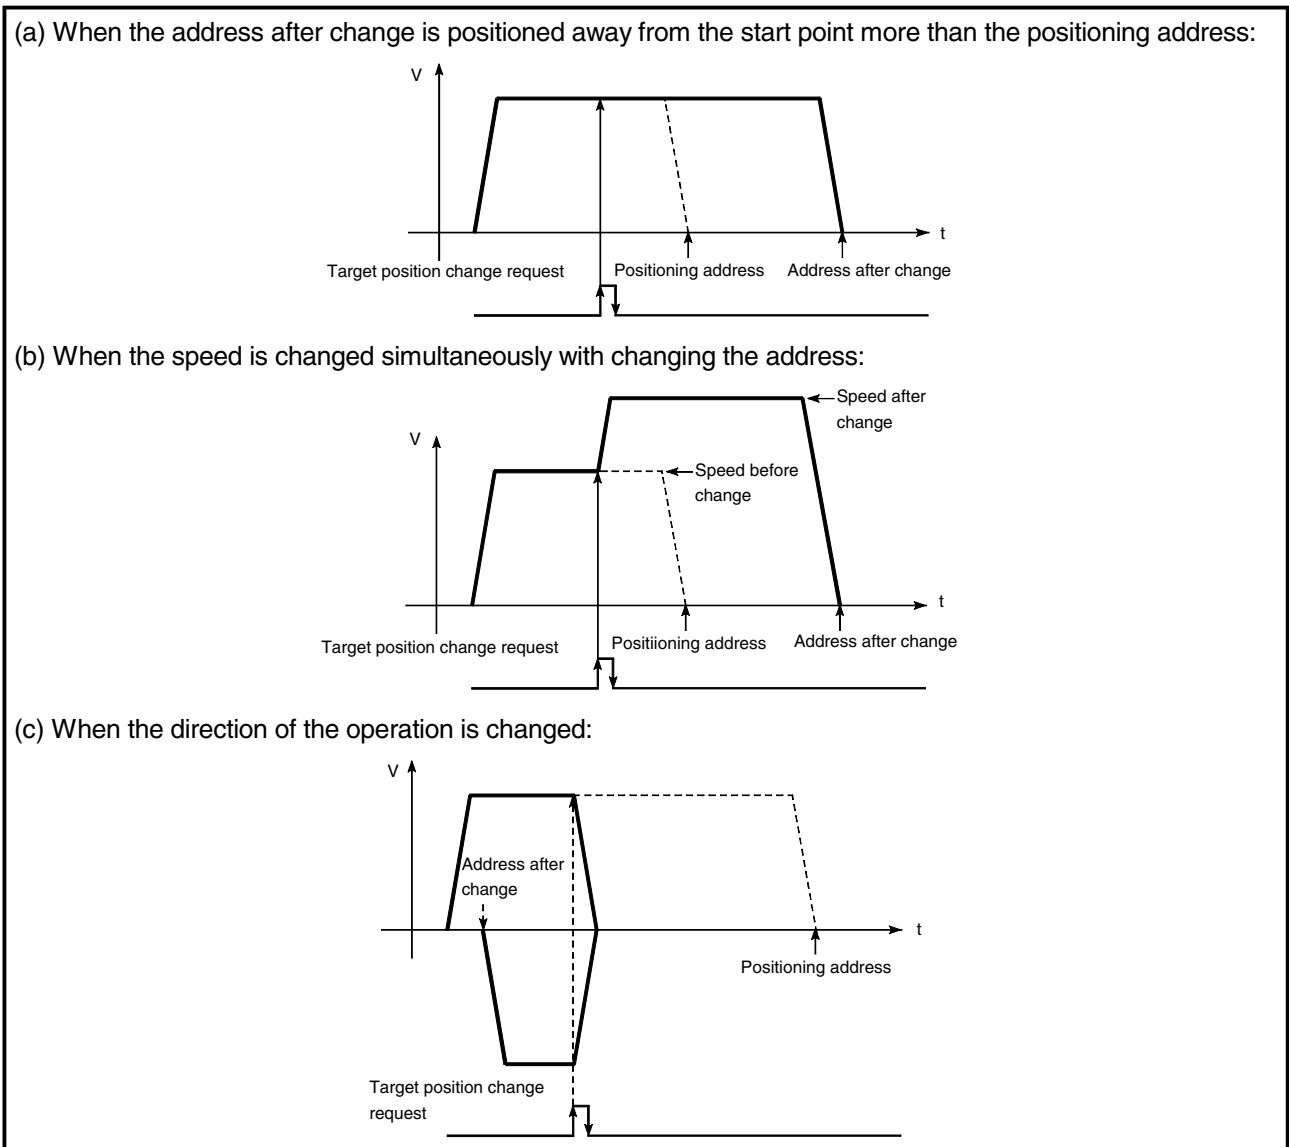 (a) When the address after change is positioned away from the start point more than the positioning address:
V
t
Target position change request
Positioning address
Address after change
(b) When the speed is changed simultaneously with changing the address:
Speed after
change
V
Speed before
change
t
Target position change request
Positiioning address
Address after change
(c) When the direction of the operation is changed:
V
Address after
change
t
Positioning address
Target position change
request